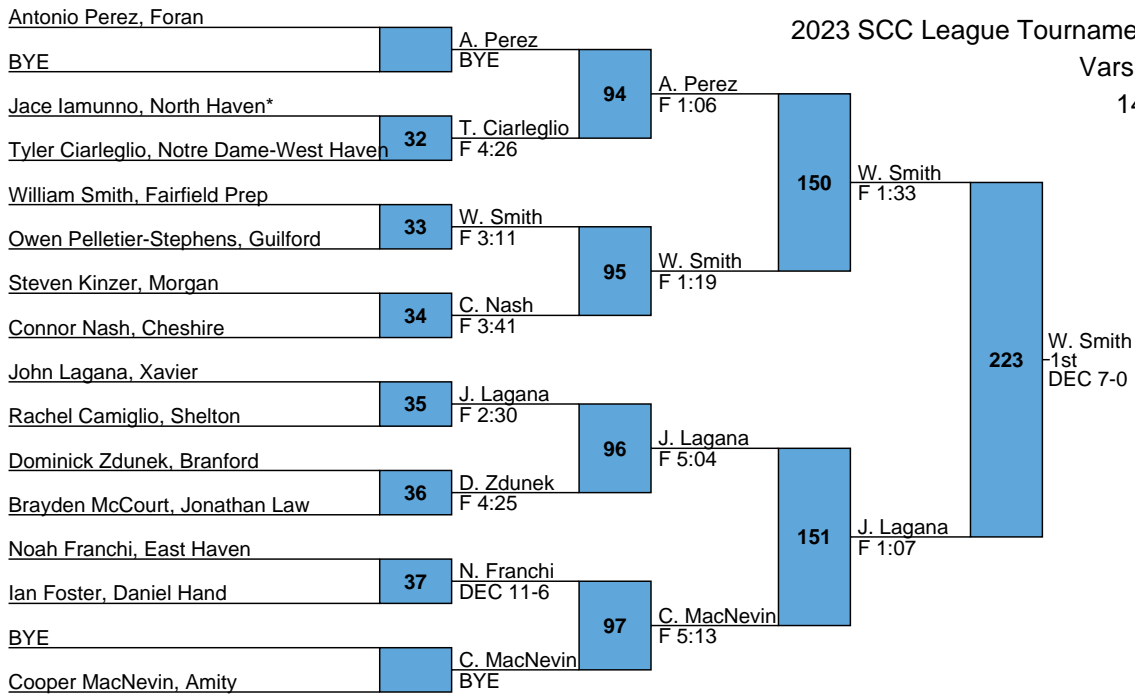 Antonio Perez, Foran
BYE
Jace Iamunno, North Haven*
Tyler Ciarleglio, Notre Dame-West Haven
William Smith, Fairfield Prep
Owen Pelletier-Stephens, Guilford
Steven Kinzer, Morgan
Connor Nash, Cheshire
John Lagana, Xavier
Rachel Camiglio, Shelton
Dominick Zdunek, Branford
Brayden McCourt, Jonathan Law
Noah Franchi, East Haven
Ian Foster, Daniel Hand
BYE
Cooper MacNevin, Amity
32
33
34
35
36
37
A. Perez
BYE
T. Ciarleglio
F 4:26
W. Smith
F 3:11
C. Nash
F 3:41
J. Lagana
F 2:30
D. Zdunek
F 4:25
N. Franchi
DEC 11-6
C. MacNevin
BYE
94
95
96
97
A. Perez
F 1:06
W. Smith
F 1:19
J. Lagana
F 5:04
C. MacNevin
F 5:13
150
151
W. Smith
F 1:33
J. Lagana
F 1:07
223
W. Smith
1st
DEC 7-0
2023 SCC League Tourname
Vars
14